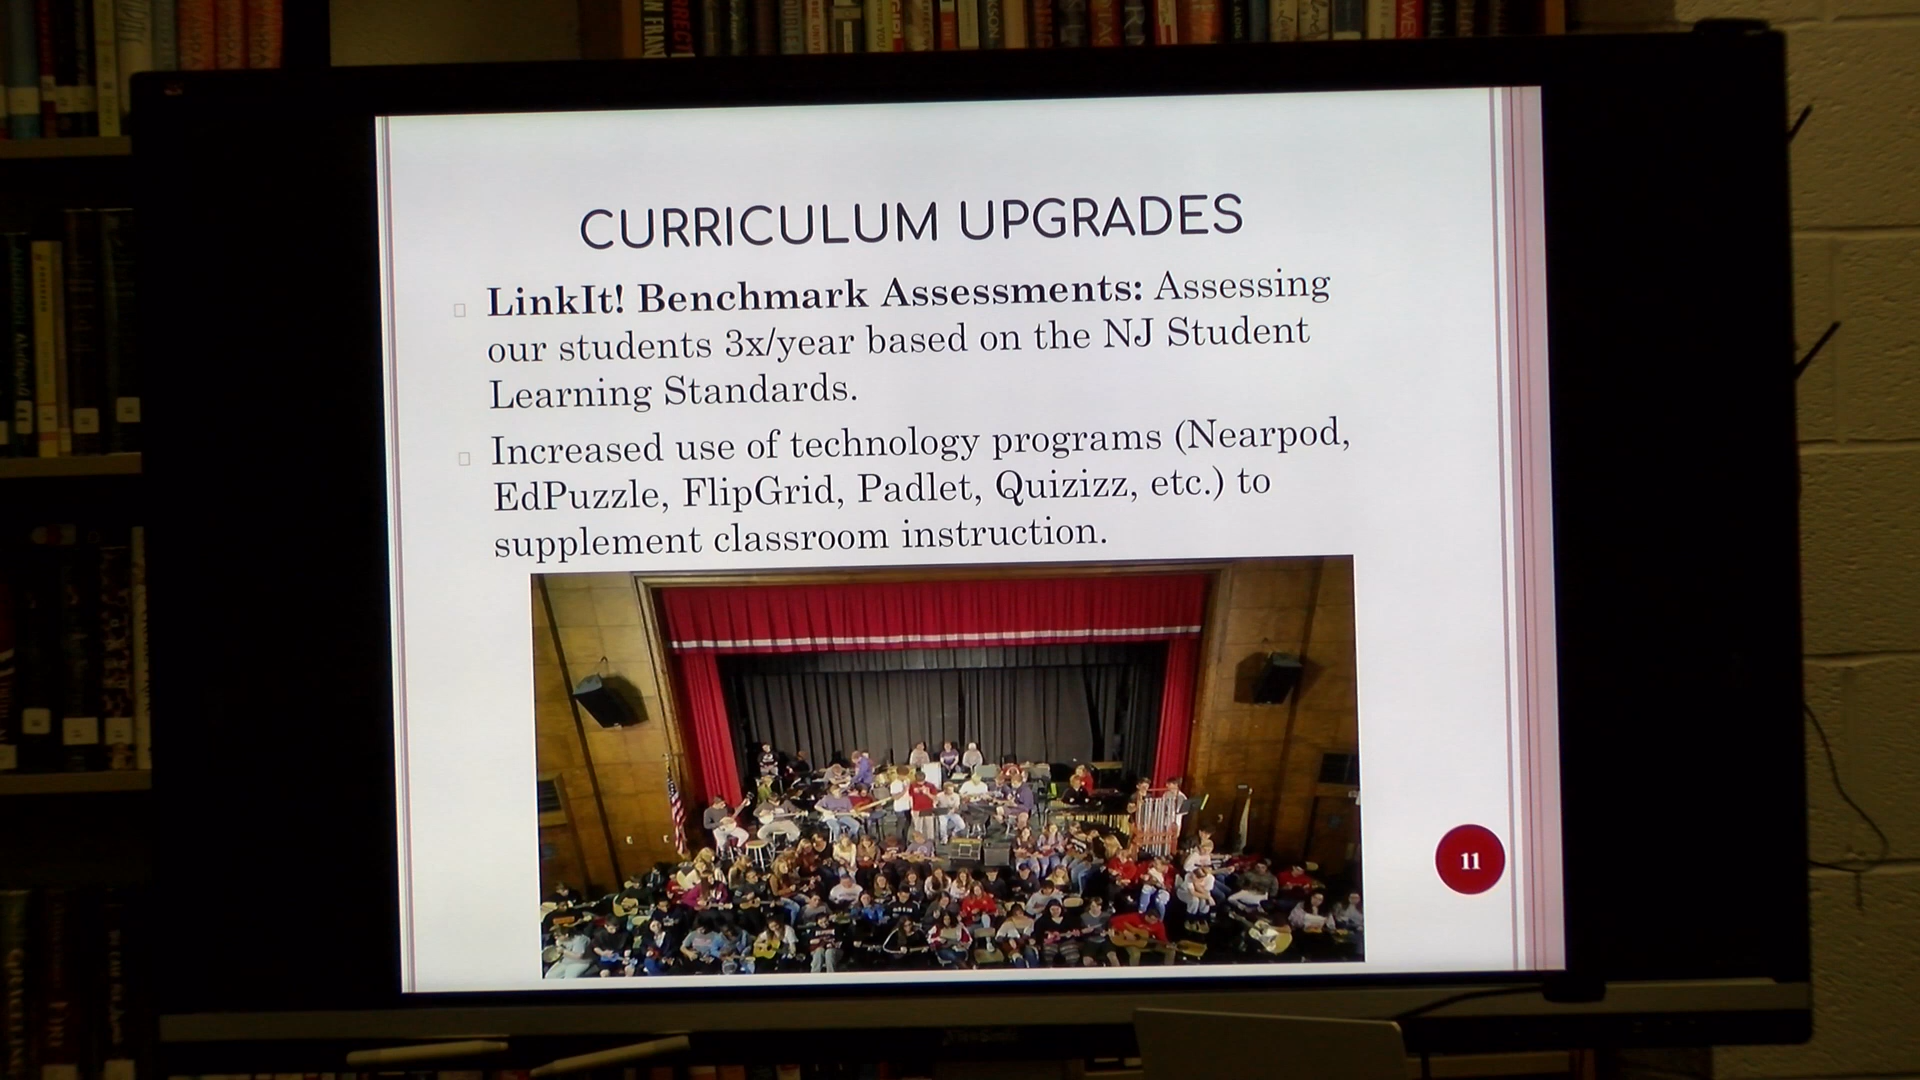 CURRICULUM UPGRADES
LinkIt! Benchmark Assessments: Assessing
our students 3x/year based on the NJ Student
Learning Standards.
Increased use of technology programs (Nearpod,
EdPuzzle, FlipGrid, Padlet, Quizizz, etc.) to
supplement classroom instruction.
11